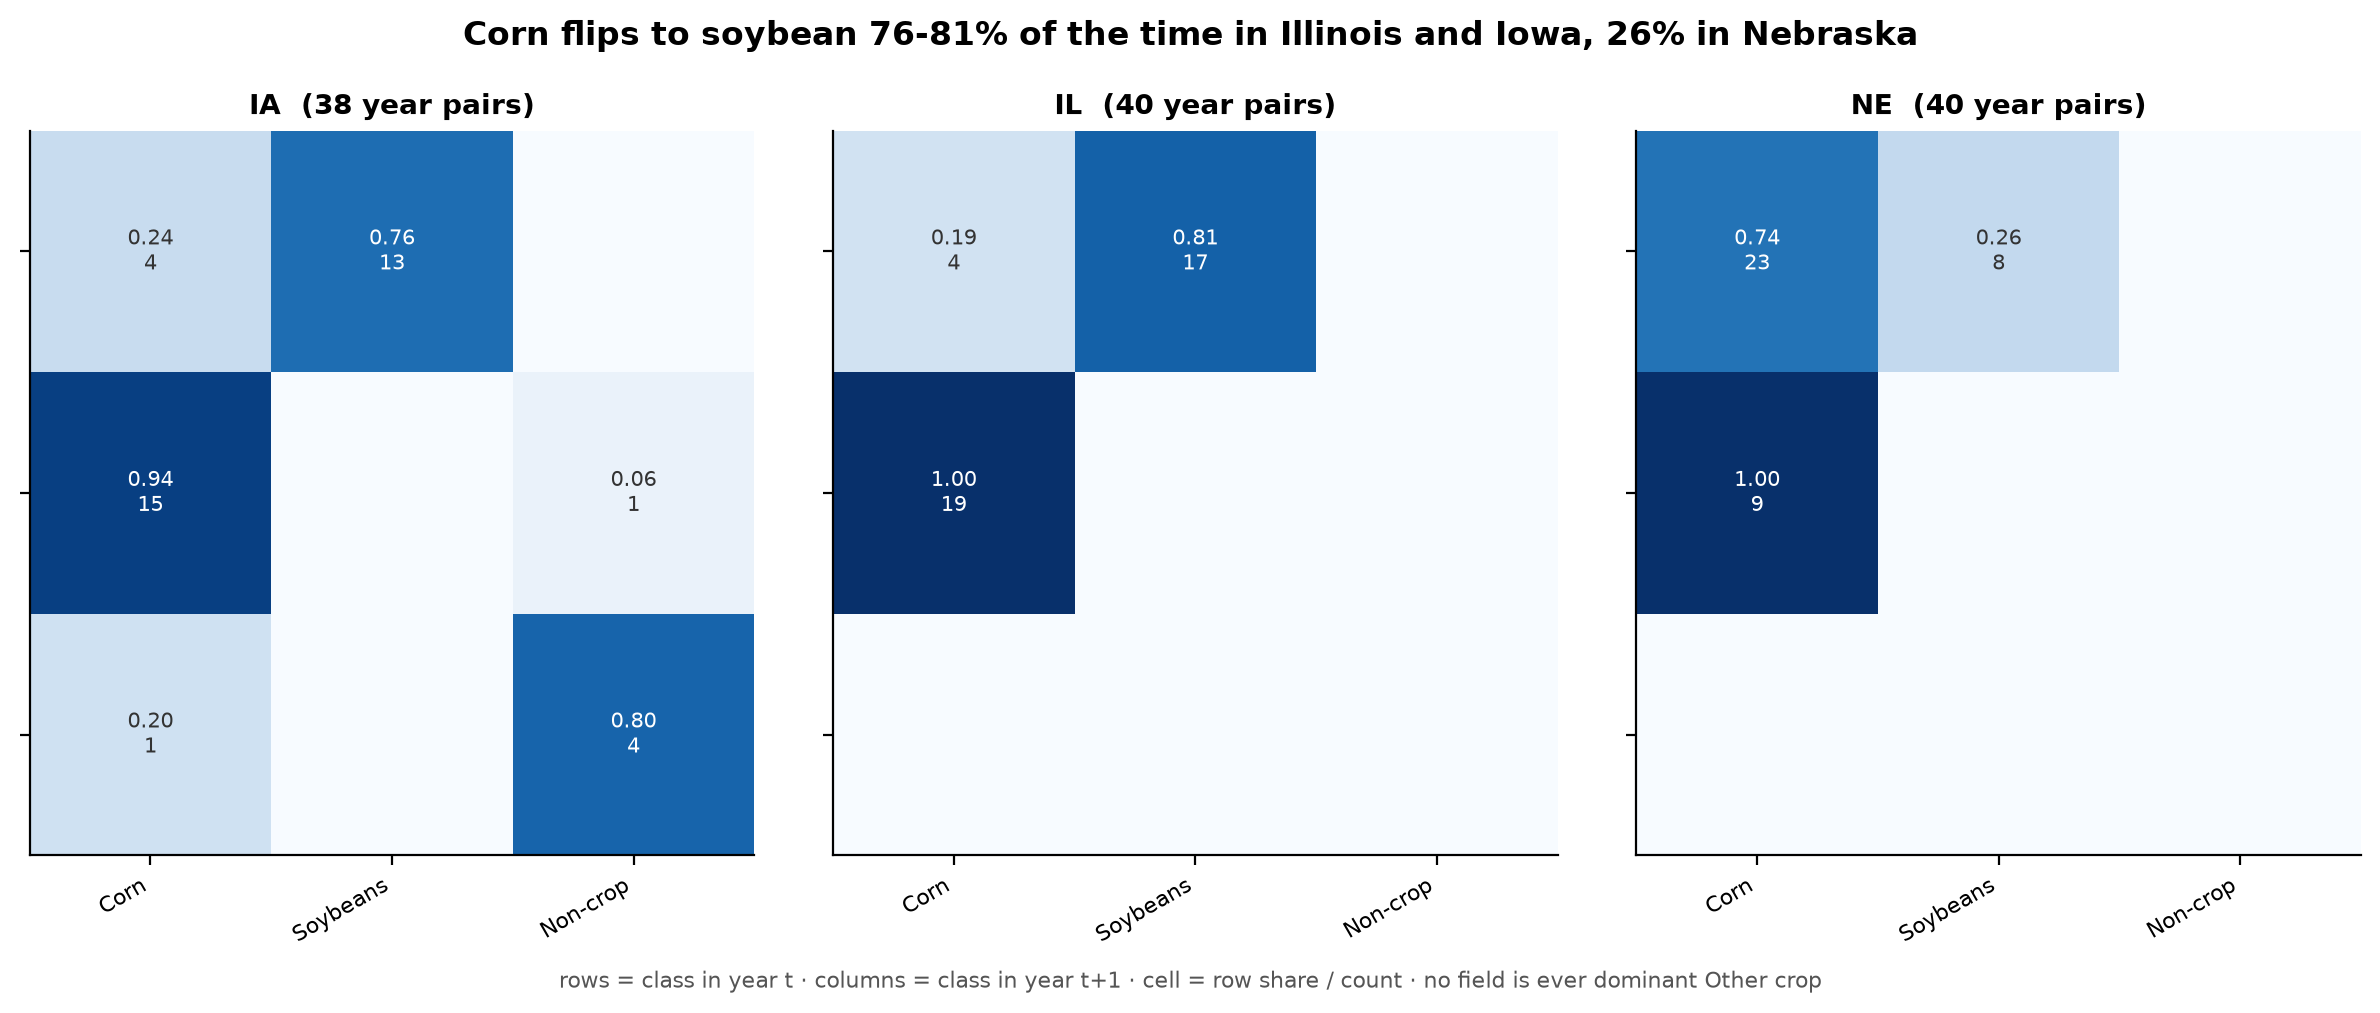 Corn flips to soybean 76-81% of the time in Illinois and Iowa, 26% in Nebraska
IA (38 year pairs)
0.24
4
0.76
13
0.94
15
0.06
1
0.20
1
0.80
4
Corn
Soybeans
Non-crop
IL (40 year pairs)
0.19
4
0.81
17
1.00
19
Corn
Soybeans
Non-crop
NE (40 year pairs)
0.74
23
0.26
8
1.00
9
Corn
Soybeans
Non-crop
rows = class in year t · columns = class in year t+1 · cell = row share / count · no field is ever dominant Other crop